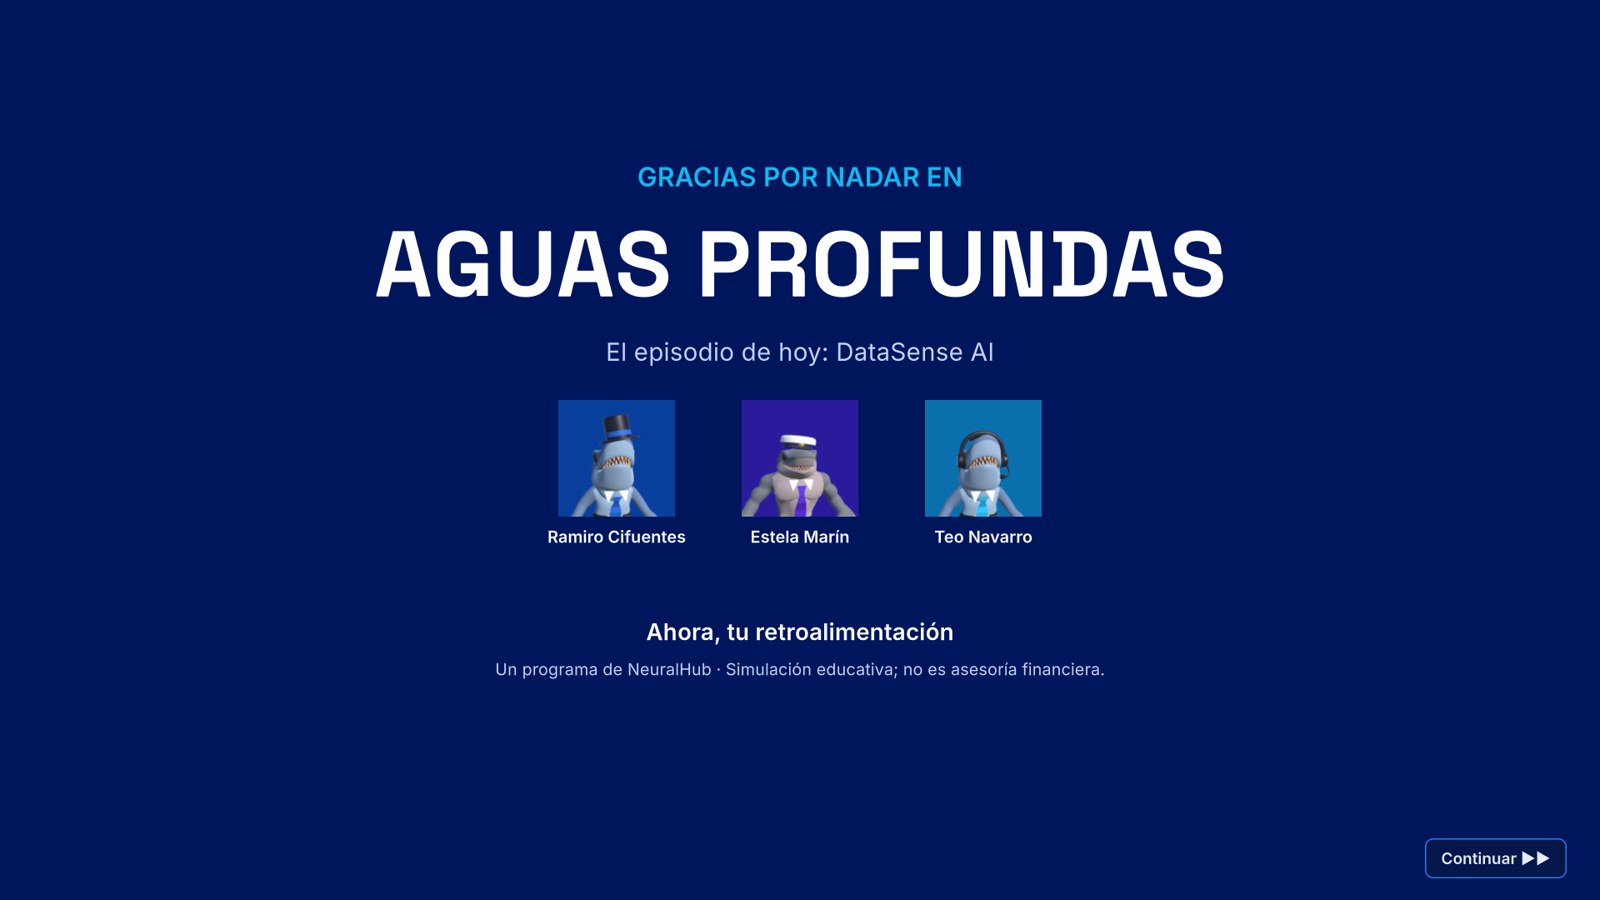 GRACIAS POR NADAR EN
AGUAS PROFUNDAS
El episodio de hoy: DataSense AI
Ramiro Cifuentes
Estela Marín
Teo Navarro
Ahora, tu retroalimentación
Un programa de NeuralHub · Simulación educativa; no es asesoría financiera.
Continuar ▶▶